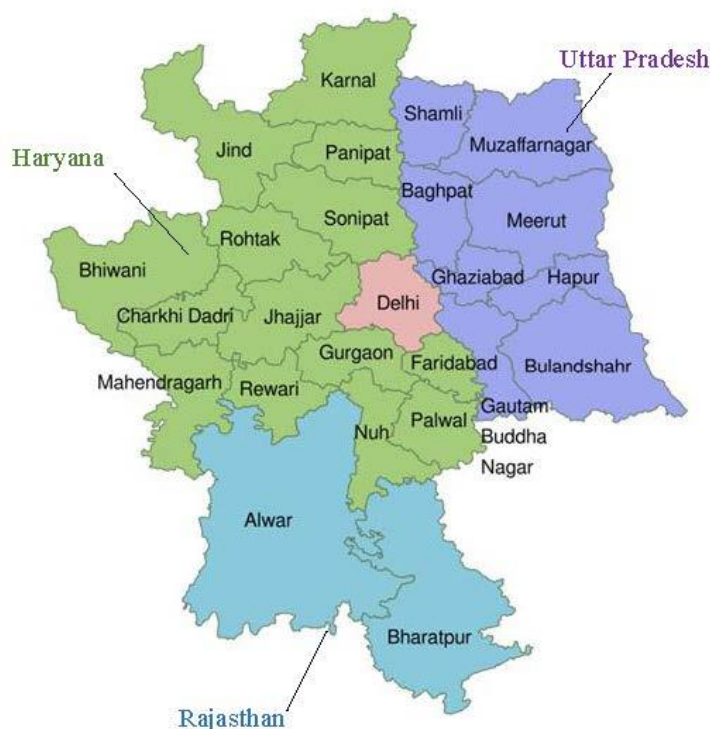 Uttar Pradesh
Karnal
Shamli
Muzaffarnagar
Haryana
Jind
Panipat
Baghpat
Sonipat
Meerut
Rohtak
Bhiwani
Ghaziabad
Hapur
Delhi
Charkhi Dadri
Jhajjar
Gurgaon
Faridabad
Bulandshahr
Mahendragarh
Rewari
Gautam
Buddha
Nagar
Palwal
Nuh
Alwar
Bharatpur
Rajasthan